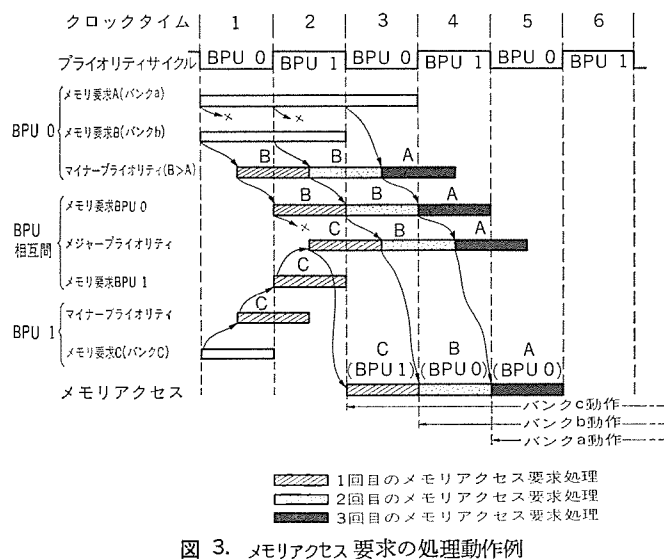 クロックタイム 1 2 3 4 5 6
プライオリティサイクル BPU 0 BPU 1 BPU 0 BPU 1 BPU 0 BPU 1
BPU 0
メモリ要求A(バンクa)
× ×
メモリ要求B(バンクb)
マイナープライオリティ(B>A) B B A
BPU
相互間
メモリ要求BPU 0 B B A
×
メジャープライオリティ C B A
メモリ要求BPU 1 C
BPU 1
マイナープライオリティ C
メモリ要求C(バンクC)
C B A
(BPU1) (BPU0) (BPU0)
メモリアクセス
バンクc動作
バンクb動作
バンクa動作
1回目のメモリアクセス要求処理
2回目のメモリアクセス要求処理
3回目のメモリアクセス要求処理
図 3. メモリアクセス要求の処理動作例